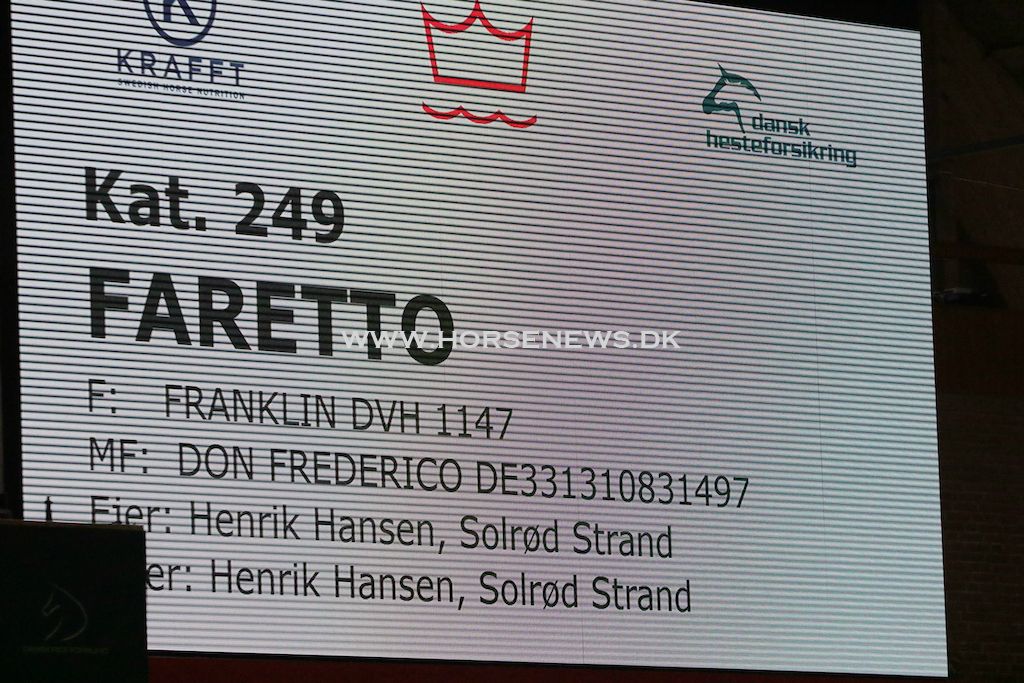 KRAFFT
SWEDISH HORSE NUTRITION
dansk
hesteforsikring
Kat. 249
FARETTO
WWW.HORSENEWS.DK
F: FRANKLIN DVH 1147
MF: DON FREDERICO DE331310831497
Ejer: Henrik Hansen, Solrød Strand
er: Henrik Hansen, Solrød Strand